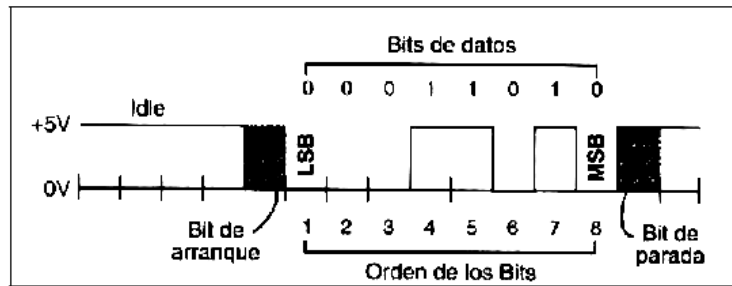 Bits de datos
0 0 0 1 1 0 1 0
Idle
+5V
LSB
MSB
0V
Bit de arranque
1 2 3 4 5 6 7 8
Bit de parada
Orden de los Bits